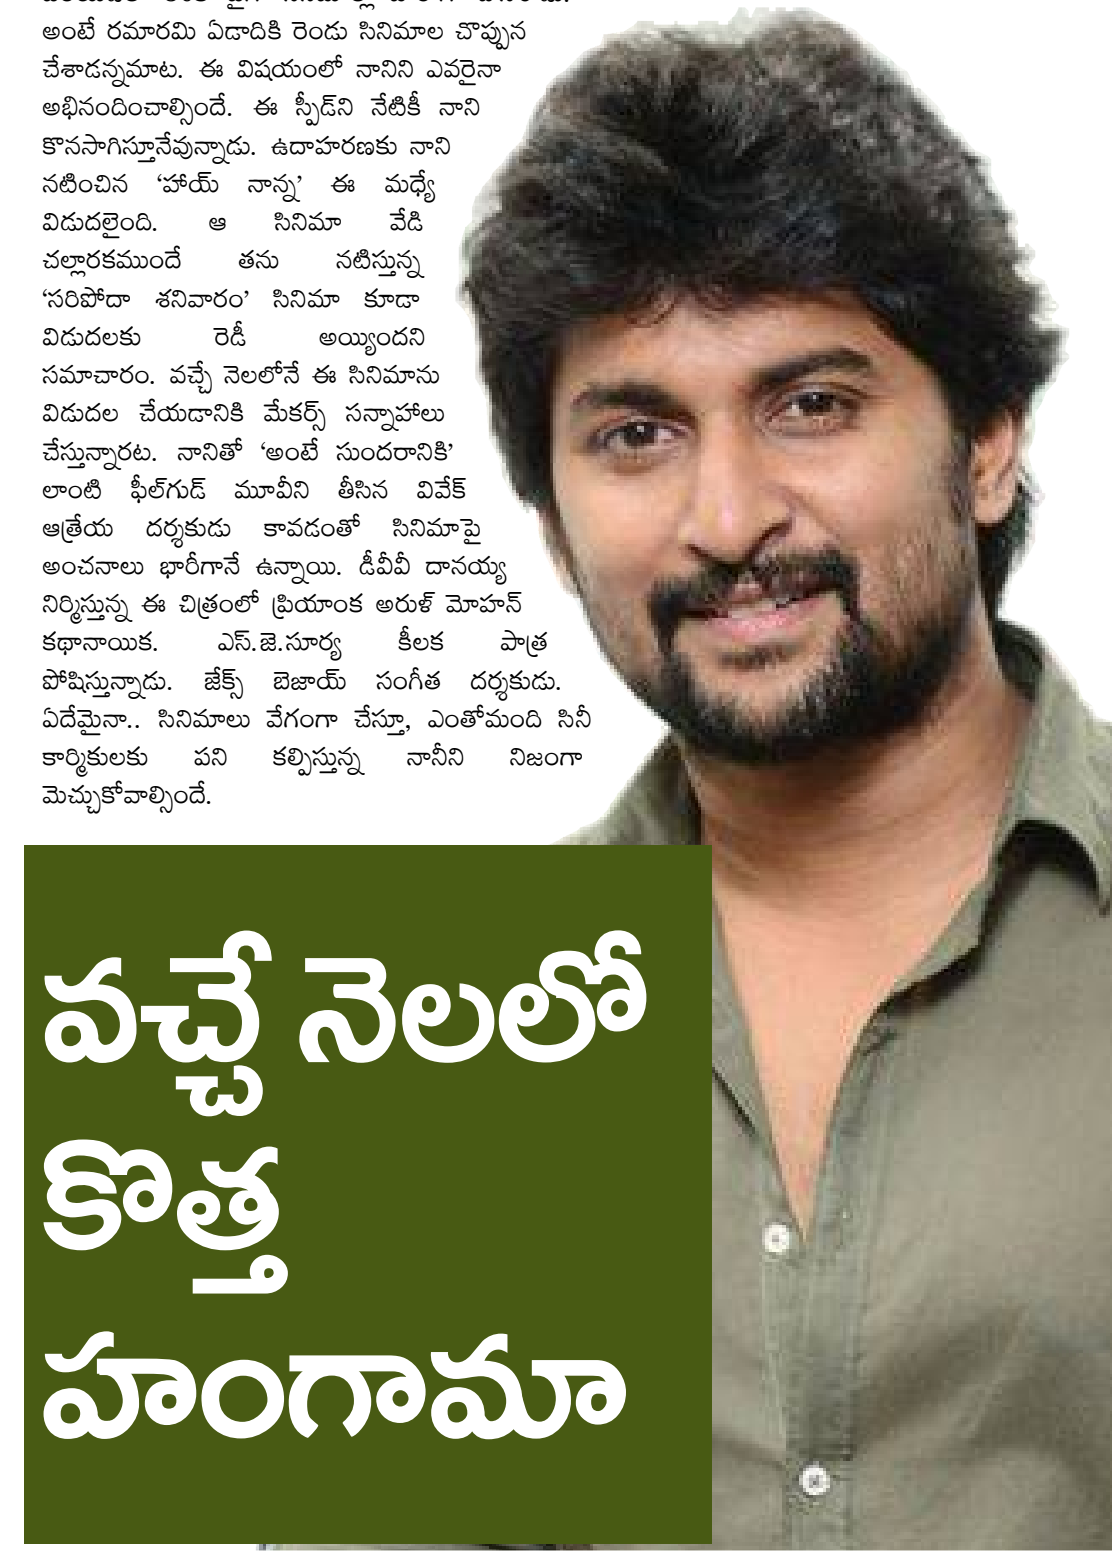 అంటే రమారమి ఏడాదికి రెండు సినిమాల చొప్పున
చేశాడన్నమాట. ఈ విషయంలో నానిని ఎవరైనా
అభినందించాల్సిందే. ఈ స్పీడ్‌ని నేటికీ నాని
కొనసాగిస్తూనేవున్నాడు. ఉదాహరణకు నాని
నటించిన ‘హాయ్ నాన్న’ ఈ మధ్యే
విడుదలైంది. ఆ సినిమా వేడి
చల్లారకముందే తను నటిస్తున్న
‘సరిపోదా శనివారం’ సినిమా కూడా
విడుదలకు రెడీ అయ్యిందని
సమాచారం. వచ్చే నెలలోనే ఈ సినిమాను
విడుదల చేయడానికి మేకర్స్ సన్నాహాలు
చేస్తున్నారట. నానితో ‘అంటే సుందరానికి’
లాంటి ఫీల్‌గుడ్ మూవీని తీసిన వివేక్
ఆత్రేయ దర్శకుడు కావడంతో సినిమాపై
అంచనాలు భారీగానే ఉన్నాయి. డీవీవీ దానయ్య
నిర్మిస్తున్న ఈ చిత్రంలో ప్రియాంక అరుళ్ మోహన్
కథానాయిక. ఎస్.జె.సూర్య కీలక పాత్ర
పోషిస్తున్నాడు. జేక్స్ బెజాయ్ సంగీత దర్శకుడు.
ఏదేమైనా.. సినిమాలు వేగంగా చేస్తూ, ఎంతోమంది సినీ
కార్మికులకు పని కల్పిస్తున్న నానీని నిజంగా
మెచ్చుకోవాల్సిందే.
వచ్చే నెలలో
కొత్త
హంగామా